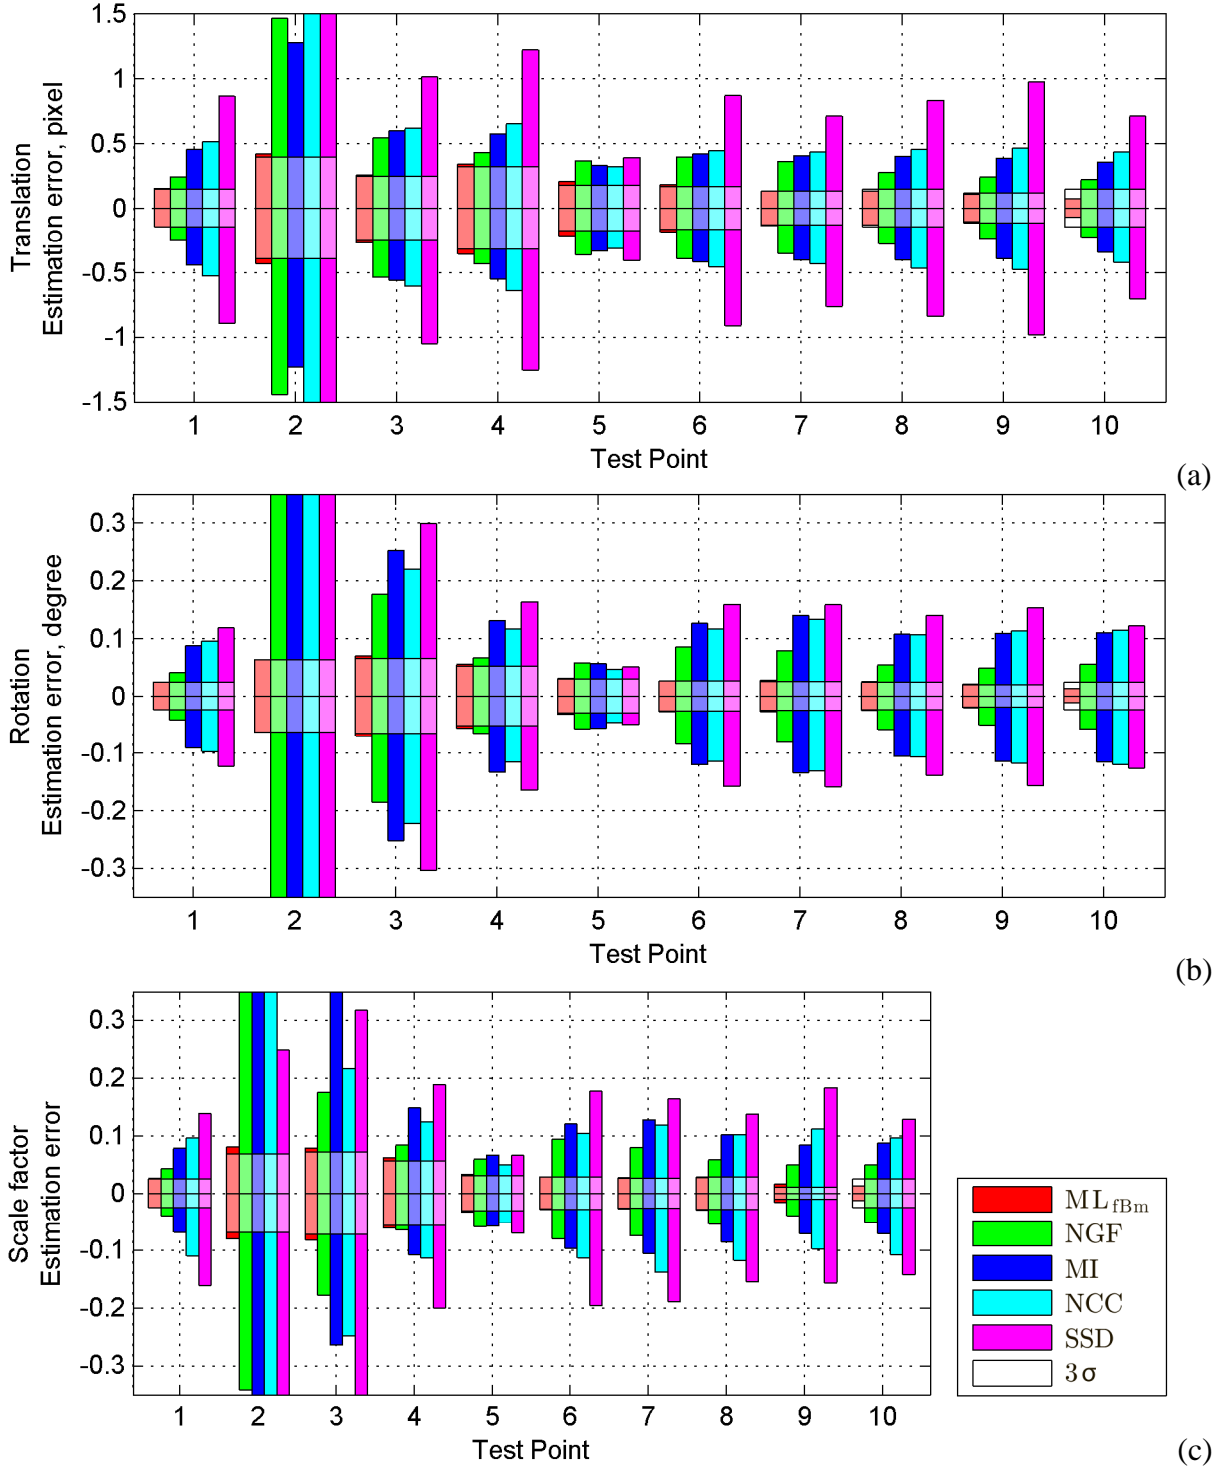 1.5
1
0.5
0
-0.5
-1
-1.5
Translation
Estimation error, pixel
1 2 3 4 5 6 7 8 9 10
Test Point
(a)
0.3
0.2
0.1
0
-0.1
-0.2
-0.3
Rotation
Estimation error, degree
1 2 3 4 5 6 7 8 9 10
Test Point
(b)
0.3
0.2
0.1
0
-0.1
-0.2
-0.3
Scale factor
Estimation error
1 2 3 4 5 6 7 8 9 10
Test Point
ML fBm
NGF
MI
NCC
SSD
3σ
(c)